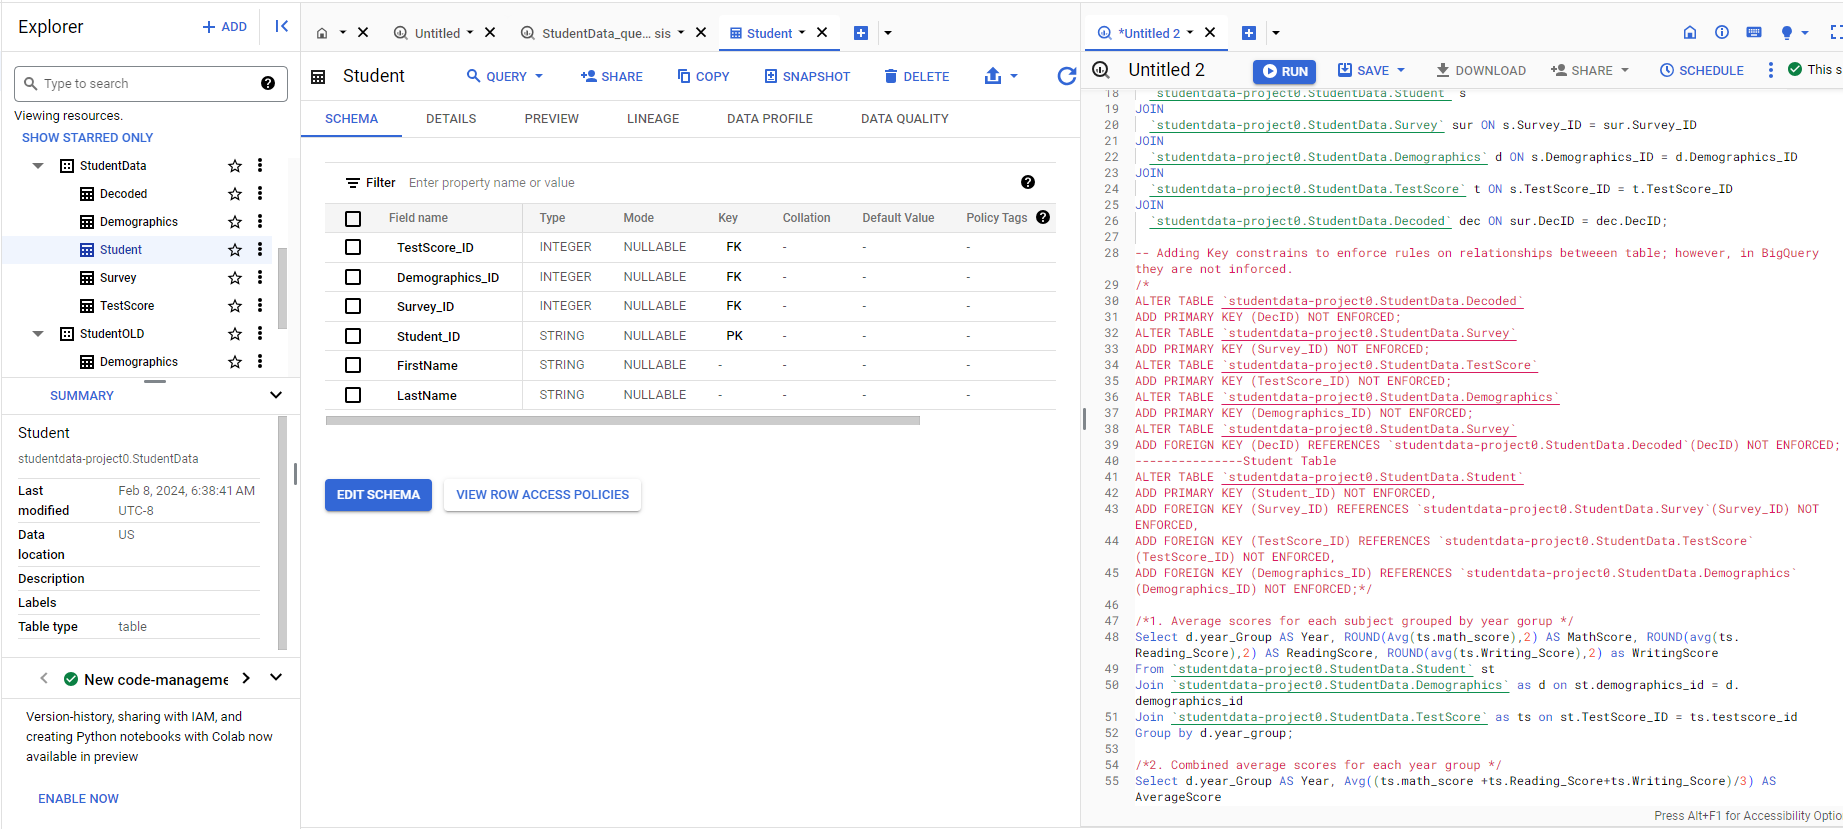 Explorer
+ ADD
Type to search
Viewing resources.
SHOW STARRED ONLY
StudentData
Decoded
Demographics
Student
Survey
TestScore
StudentOLD
Demographics
SUMMARY
Student
studentdata-project0.StudentData
Last modified Feb 8, 2024, 6:38:41 AM UTC-8
Data location US
Description
Labels
Table type table
New code-manageme
Version-history, sharing with IAM, and
creating Python notebooks with Colab now
available in preview
ENABLE NOW
Untitled
StudentData_que... sis
Student
Student
QUERY
SHARE
COPY
SNAPSHOT
DELETE
SCHEMA DETAILS PREVIEW LINEAGE DATA PROFILE DATA QUALITY
Filter Enter property name or value
Field name Type Mode Key Collation Default Value Policy Tags
TestScore_ID INTEGER NULLABLE FK - - -
Demographics_ID INTEGER NULLABLE FK - - -
Survey_ID INTEGER NULLABLE FK - - -
Student_ID STRING NULLABLE PK - - -
FirstName STRING NULLABLE - - - -
LastName STRING NULLABLE - - - -
EDIT SCHEMA
VIEW ROW ACCESS POLICIES
*Untitled 2
Untitled 2
RUN
SAVE
DOWNLOAD
SHARE
SCHEDULE
This s
18 `studentdata-project0.StudentData.Student` s
19 JOIN
20 `studentdata-project0.StudentData.Survey` sur ON s.Survey_ID = sur.Survey_ID
21 JOIN
22 `studentdata-project0.StudentData.Demographics` d ON s.Demographics_ID = d.Demographics_ID
23 JOIN
24 `studentdata-project0.StudentData.TestScore` t ON s.TestScore_ID = t.TestScore_ID
25 JOIN
26 `studentdata-project0.StudentData.Decoded` dec ON sur.DecID = dec.DecID;
27
28 -- Adding Key constrains to enforce rules on relationships betweeen table; however, in BigQuery
they are not inforced.
29 /*
30 ALTER TABLE `studentdata-project0.StudentData.Decoded`
31 ADD PRIMARY KEY (DecID) NOT ENFORCED;
32 ALTER TABLE `studentdata-project0.StudentData.Survey`
33 ADD PRIMARY KEY (Survey_ID) NOT ENFORCED;
34 ALTER TABLE `studentdata-project0.StudentData.TestScore`
35 ADD PRIMARY KEY (TestScore_ID) NOT ENFORCED;
36 ALTER TABLE `studentdata-project0.StudentData.Demographics`
37 ADD PRIMARY KEY (Demographics_ID) NOT ENFORCED;
38 ALTER TABLE `studentdata-project0.StudentData.Survey`
39 ADD FOREIGN KEY (DecID) REFERENCES `studentdata-project0.StudentData.Decoded`(DecID) NOT ENFORCED;
40 ---------------Student Table
41 ALTER TABLE `studentdata-project0.StudentData.Student`
42 ADD PRIMARY KEY (Student_ID) NOT ENFORCED,
43 ADD FOREIGN KEY (Survey_ID) REFERENCES `studentdata-project0.StudentData.Survey`(Survey_ID) NOT
ENFORCED,
44 ADD FOREIGN KEY (TestScore_ID) REFERENCES `studentdata-project0.StudentData.TestScore`
(TestScore_ID) NOT ENFORCED,
45 ADD FOREIGN KEY (Demographics_ID) REFERENCES `studentdata-project0.StudentData.Demographics`
(Demographics_ID) NOT ENFORCED;*/
46
47 /*1. Average scores for each subject grouped by year gorup */
48 Select d.year_Group AS Year, ROUND(Avg(ts.math_score),2) AS MathScore, ROUND(avg(ts.
Reading_Score),2) AS ReadingScore, ROUND(avg(ts.Writing_Score),2) as WritingScore
49 From `studentdata-project0.StudentData.Student` st
50 Join `studentdata-project0.StudentData.Demographics` as d on st.demographics_id = d.
demographics_id
51 Join `studentdata-project0.StudentData.TestScore` as ts on st.TestScore_ID = ts.testscore_id
52 Group by d.year_group;
53
54 /*2. Combined average scores for each year group */
55 Select d.year_Group AS Year, Avg((ts.math_score +ts.Reading_Score+ts.Writing_Score)/3) AS
AverageScore
Press Alt+F1 for Accessibility Optio